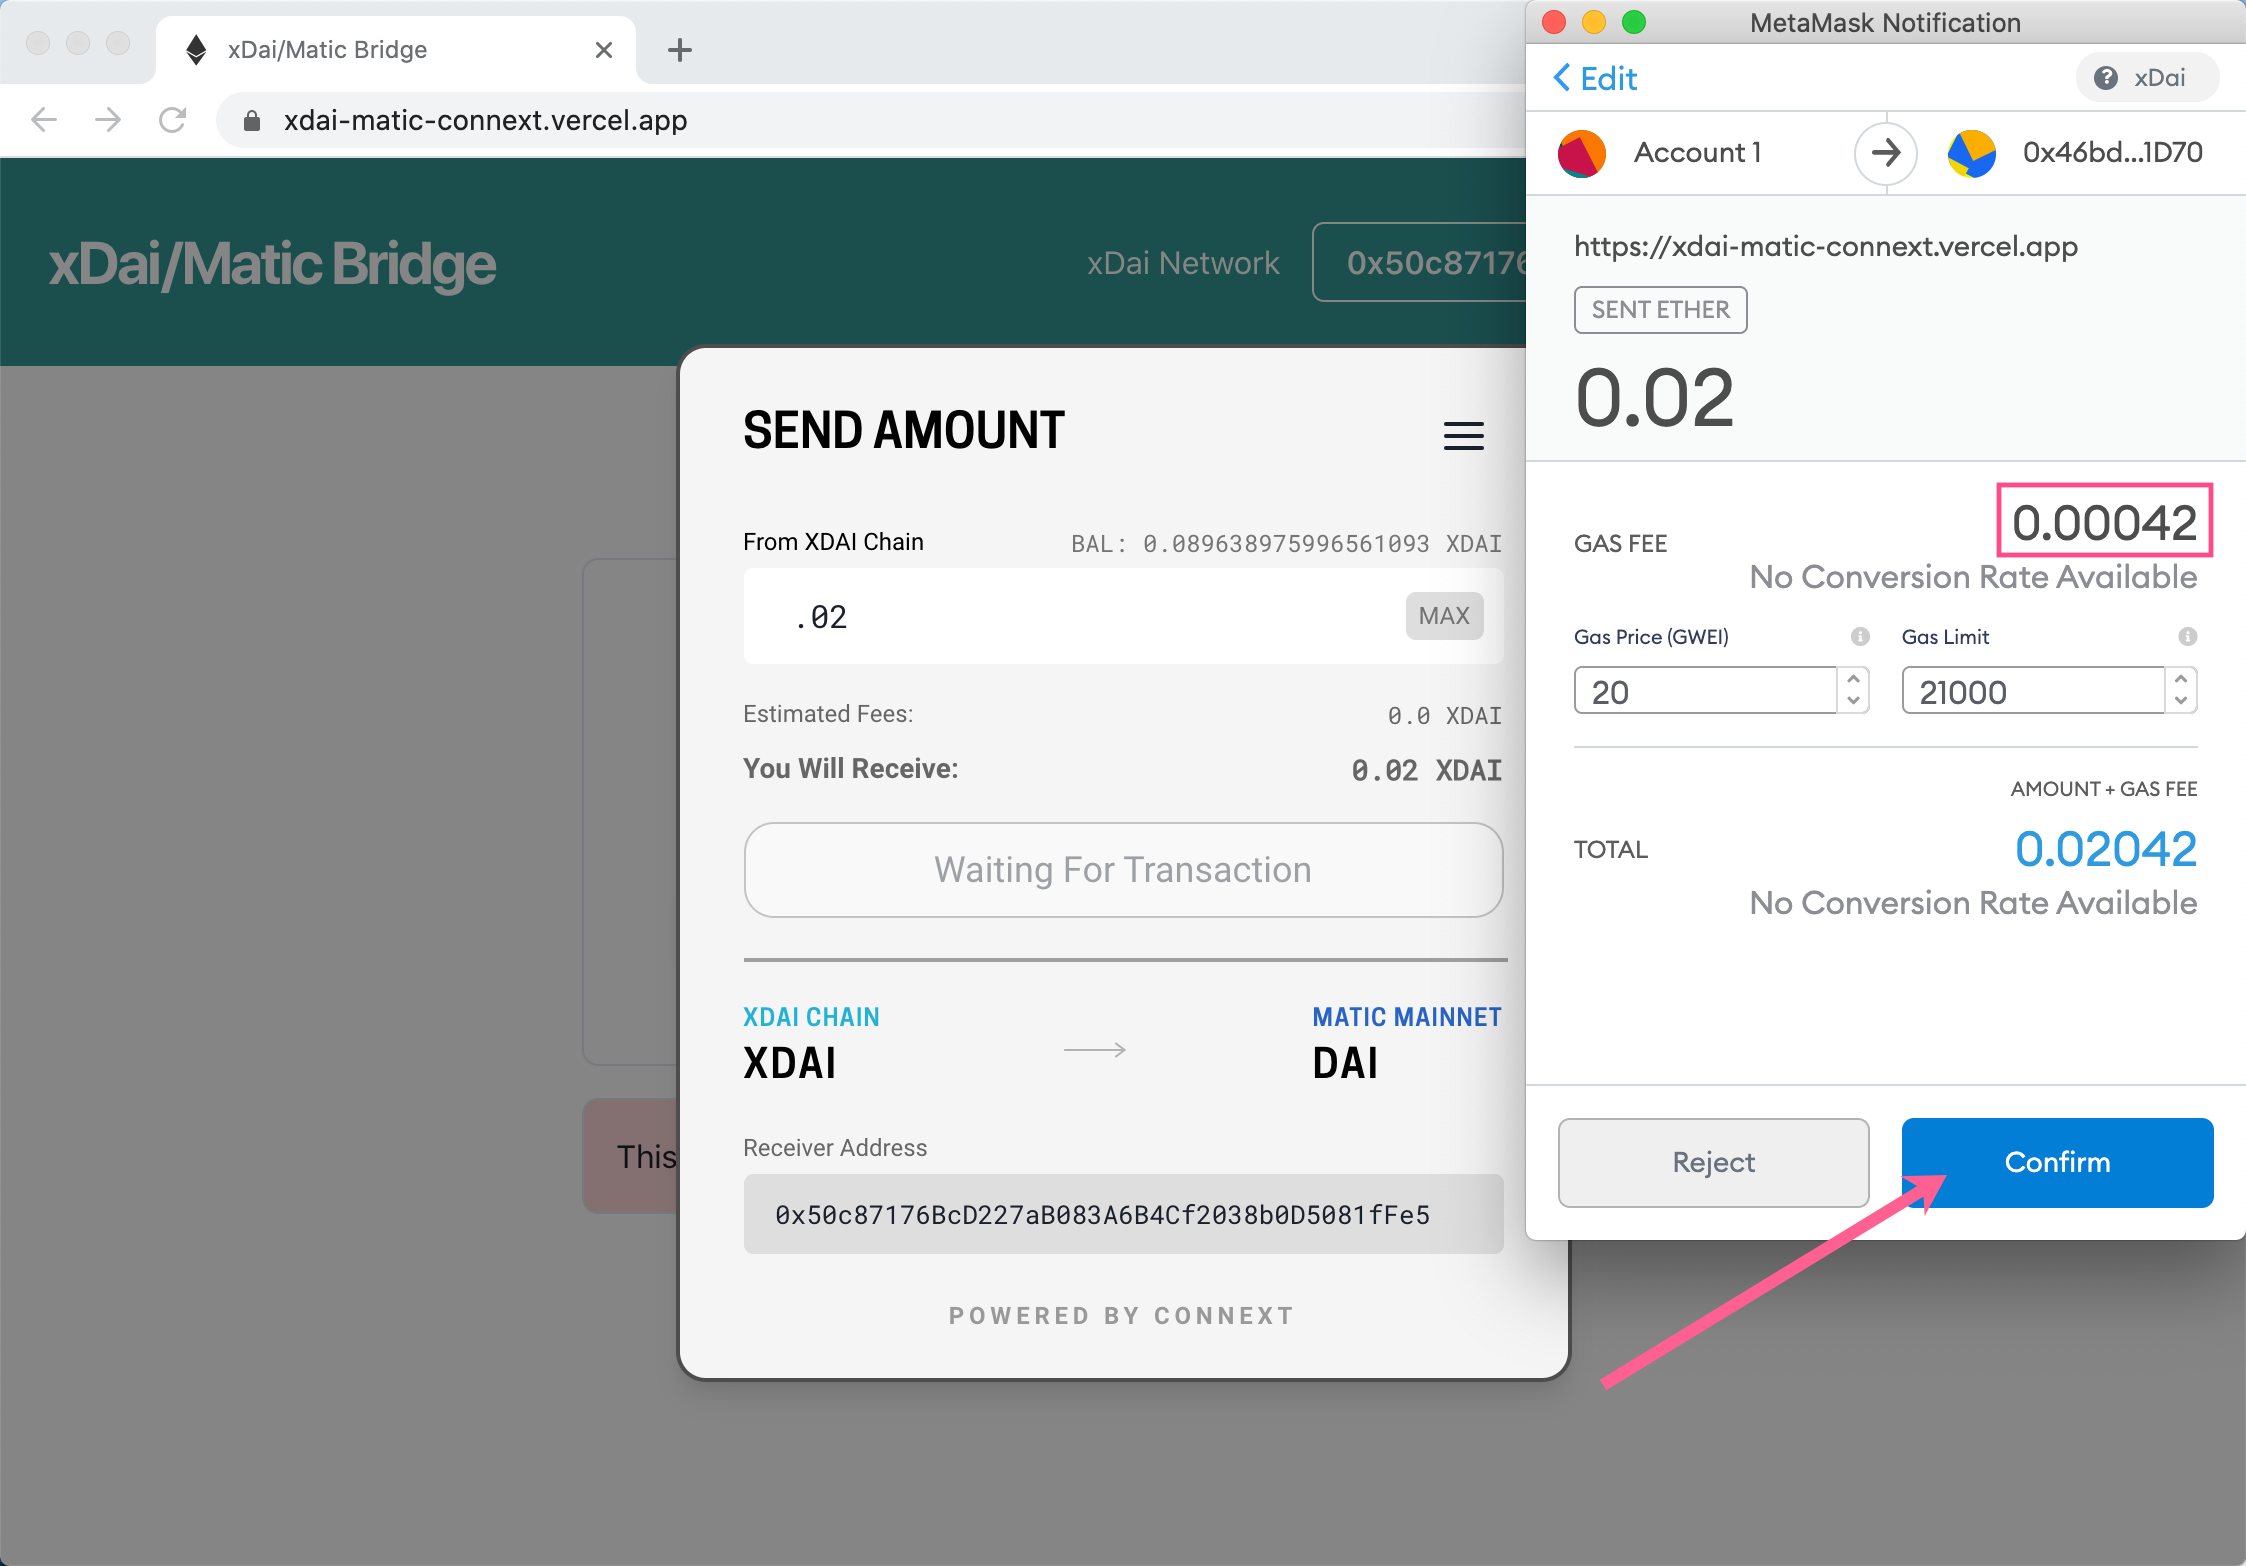 xDai/Matic Bridge
xdai-matic-connext.vercel.app
xDai/Matic Bridge
xDai Network
0x50c87176
SEND AMOUNT
From XDAI Chain
BAL: 0.089638975996561093 XDAI
.02
MAX
Estimated Fees:
0.0 XDAI
You Will Receive:
0.02 XDAI
Waiting For Transaction
XDAI CHAIN
XDAI
MATIC MAINNET
DAI
Receiver Address
0x50c87176BcD227aB083A6B4Cf2038b0D5081fFe5
POWERED BY CONNEXT
This
MetaMask Notification
Edit
xDai
Account 1
0x46bd...1D70
https://xdai-matic-connext.vercel.app
SENT ETHER
0.02
GAS FEE
0.00042
No Conversion Rate Available
Gas Price (GWEI)
Gas Limit
20
21000
AMOUNT + GAS FEE
TOTAL
0.02042
No Conversion Rate Available
Reject
Confirm